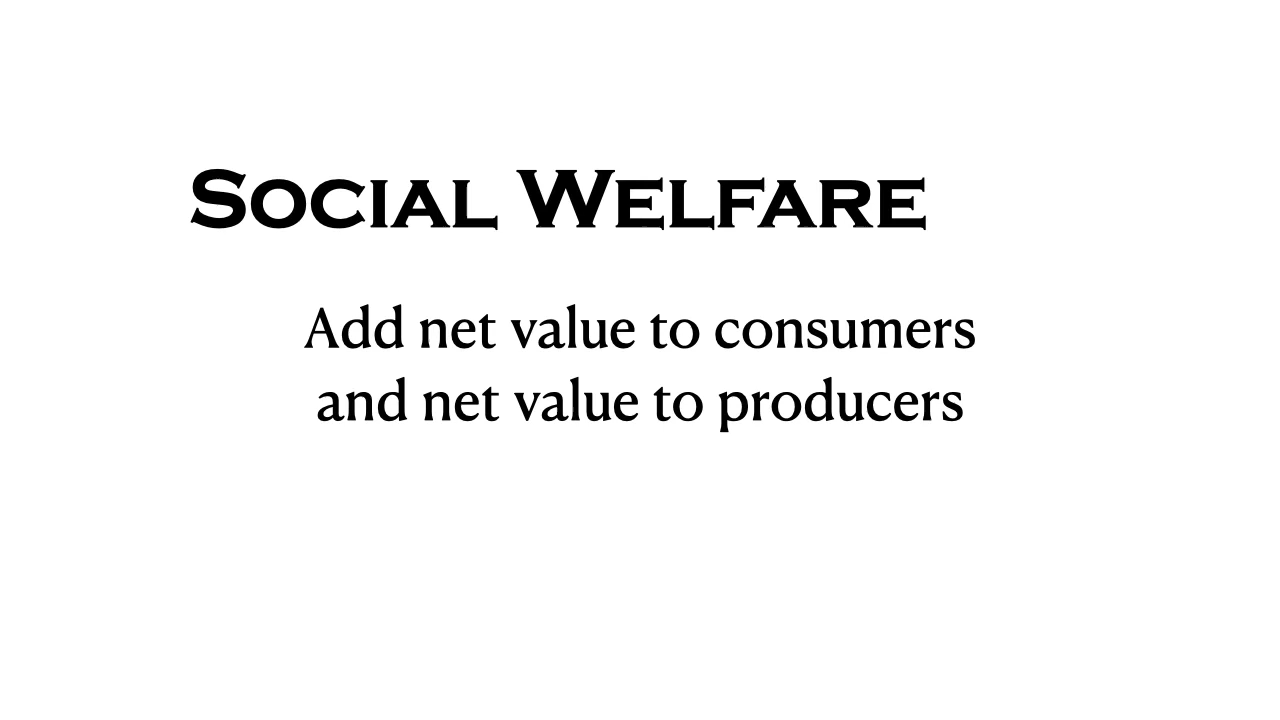 Social Welfare
Add net value to consumers
and net value to producers